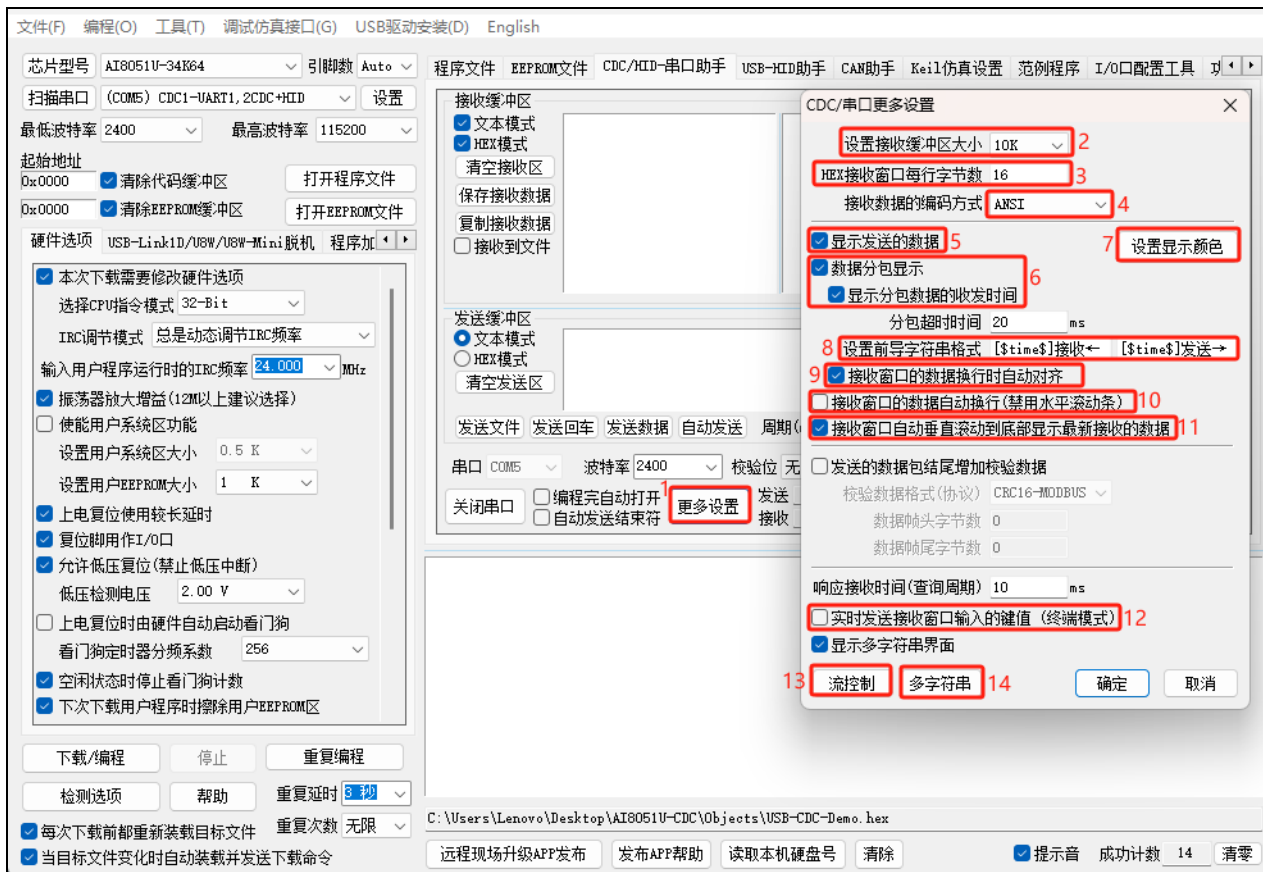 文件(F) 编程(O) 工具(T) 调试仿真接口(G) USB驱动安装(D) English
芯片型号 AI8051U-34K64 引脚数 Auto
扫描串口 (COM5) CDC1-UART1,2CDC+HID 设置
最低波特率 2400 最高波特率 115200
起始地址
0x0000 清除代码缓冲区 打开程序文件
0x0000 清除EEPROM缓冲区 打开EEPROM文件
硬件选项 USB-Link1D/U8W/U8W-Mini脱机 程序加
本次下载需要修改硬件选项
选择CPU指令模式 32-Bit
IRC调节模式 总是动态调节IRC频率
输入用户程序运行时的IRC频率 24.000 MHz
振荡器放大增益(12M以上建议选择)
使能用户系统区功能
设置用户系统区大小 0.5 K
设置用户EEPROM大小 1 K
上电复位使用较长延时
复位脚用作I/O口
允许低压复位(禁止低压中断)
低压检测电压 2.00 V
上电复位时由硬件自动启动看门狗
看门狗定时器分频系数 256
空闲状态时停止看门狗计数
下次下载用户程序时擦除用户EEPROM区
下载/编程 停止 重复编程
检测选项 帮助 重复延时 3 秒
每次下载前都重新装载目标文件 重复次数 无限
当目标文件变化时自动装载并发送下载命令
程序文件 EEPROM文件 CDC/HID-串口助手 USB-HID助手 CAN助手 Keil仿真设置 范例程序 I/O口配置工具
接收缓冲区
文本模式
HEX模式
清空接收区
保存接收数据
复制接收数据
接收到文件
发送缓冲区
文本模式
HEX模式
清空发送区
发送文件 发送回车 发送数据 自动发送 周期(
串口 COM5 波特率 2400 校验位 无
关闭串口 编程完自动打开 1 更多设置 发送
自动发送结束符 接收
CDC/串口更多设置
设置接收缓冲区大小 10K 2
HEX接收窗口每行字节数 16 3
接收数据的编码方式 ANSI 4
显示发送的数据 5 7 设置显示颜色
数据分包显示
6
显示分包数据的收发时间
分包超时时间 20 ms
8 设置前导字符串格式 [$time$]接收← [$time$]发送→
9 接收窗口的数据换行时自动对齐
接收窗口的数据自动换行(禁用水平滚动条) 10
接收窗口自动垂直滚动到底部显示最新接收的数据 11
发送的数据包结尾增加校验数据
校验数据格式(协议) CRC16-MODBUS
数据帧头字节数 0
数据帧尾字节数 0
响应接收时间(查询周期) 10 ms
实时发送接收窗口输入的键值 (终端模式) 12
显示多字符串界面
13 流控制 多字符串 14 确定 取消
C:\Users\Lenovo\Desktop\AI8051U-CDC\Objects\USB-CDC-Demo.hex
远程现场升级APP发布 发布APP帮助 读取本机硬盘号 清除 提示音 成功计数 14 清零